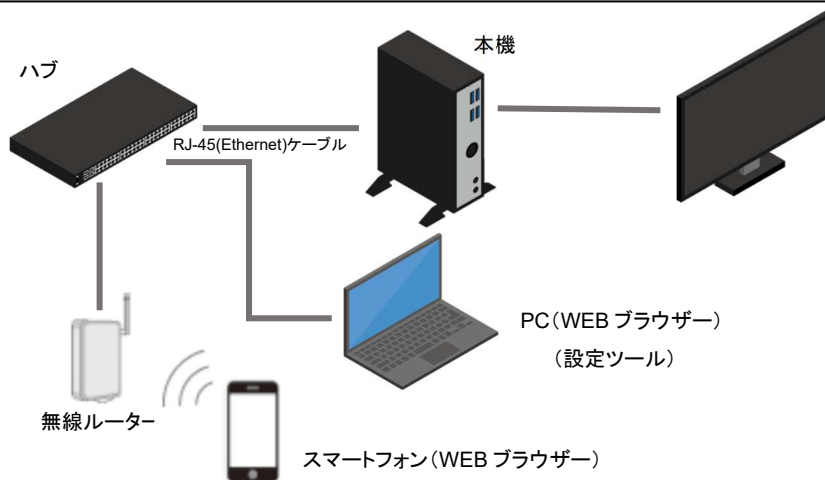 本機
ハブ
RJ-45(Ethernet)ケーブル
PC(WEB ブラウザー)
(設定ツール)
無線ルーター
スマートフォン(WEB ブラウザー)